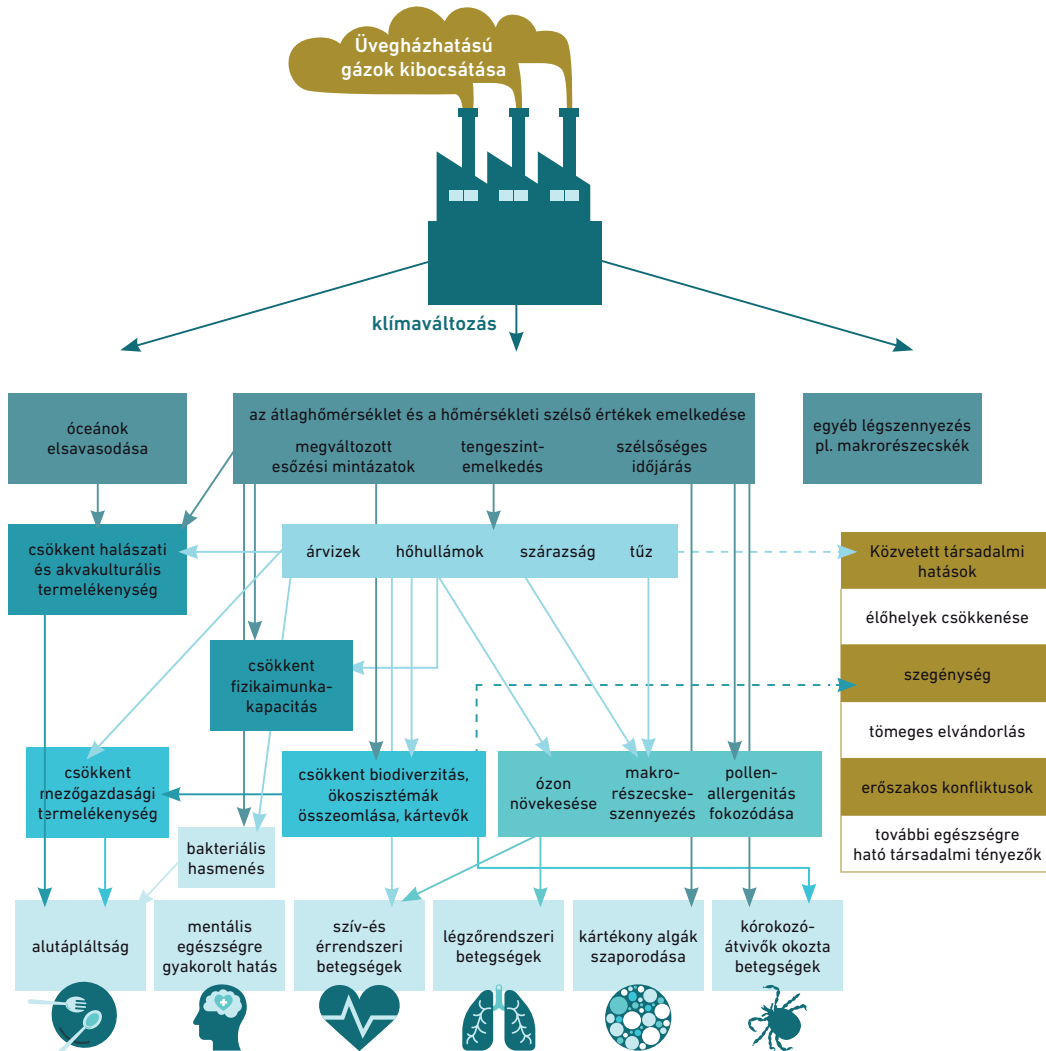 Üvegházhatású
gázok kibocsátása
klímaváltozás
óceánok
elsavasodása
az átlaghőmérséklet és a hőmérsékleti szélső értékek emelkedése
megváltozott
esőzési mintázatok
tengeszint-
emelkedés
szélsőséges
időjárás
egyéb légszennyezés
pl. makrorészecskék
csökkent halászati
és akvakulturális
termelékenység
árvizek
hőhullámok
szárazság
tűz
Közvetett társadalmi
hatások
élőhelyek csökkenése
szegénység
tömeges elvándorlás
erőszakos konfliktusok
további egészségre
ható társadalmi tényezők
csökkent
fizikaimunka-
kapacitás
csökkent
mezőgazdasági
termelékenység
csökkent biodiverzitás,
ökoszisztémák
összeomlása, kártevők
ózon
növekesése
makro-
részecske-
szennyezés
pollen-
allergenitás
fokozódása
bakteriális
hasmenés
alutápláltság
mentális
egészségre
gyakorolt hatás
szív-és
érrendszeri
betegségek
légzőrendszeri
betegségek
kártékony algák
szaporodása
kórokozó-
átvivők okozta
betegségek